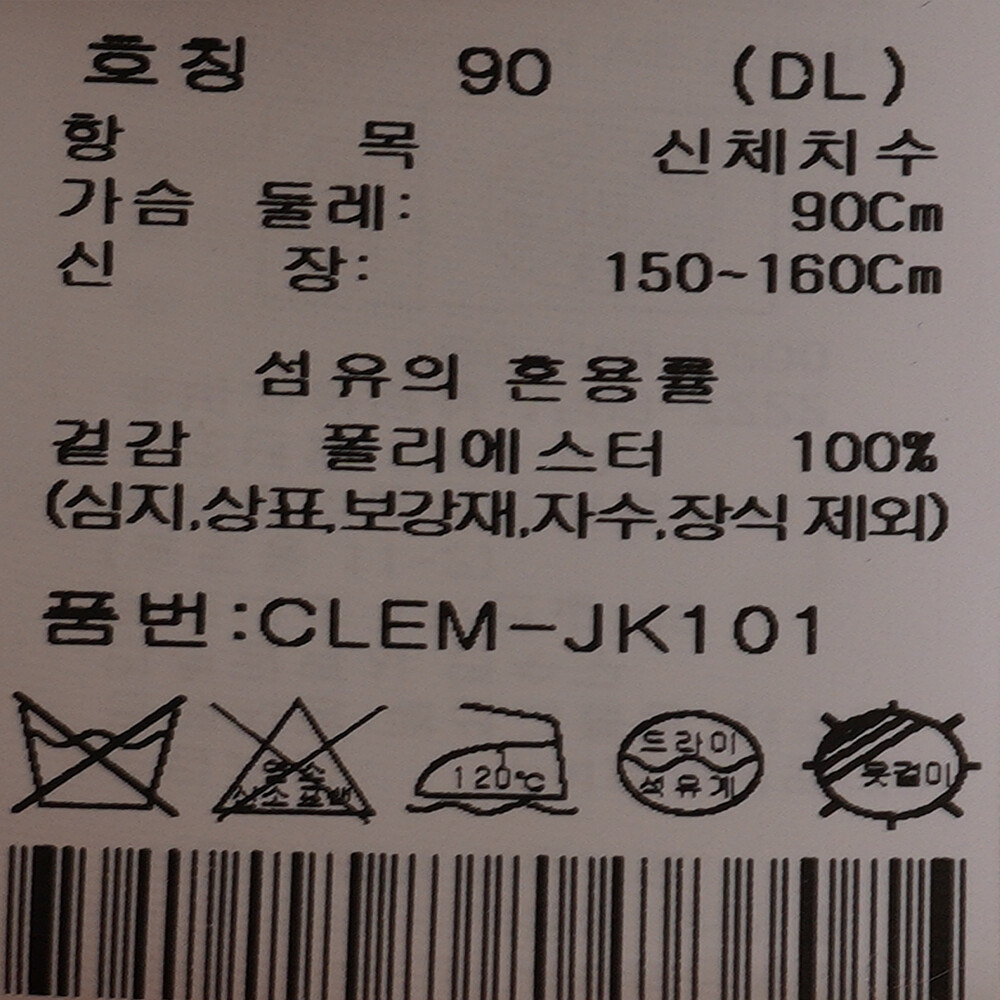 호칭 90 (DL)
항 목 신체치수
가슴 둘레: 90Cm
신 장: 150~160Cm
섬유의 혼용률
겉감 폴리에스터 100%
(심지,상표,보강재,자수,장식 제외)
품번:CLEM-JK101
120℃
드라이
석유계
옷걸이